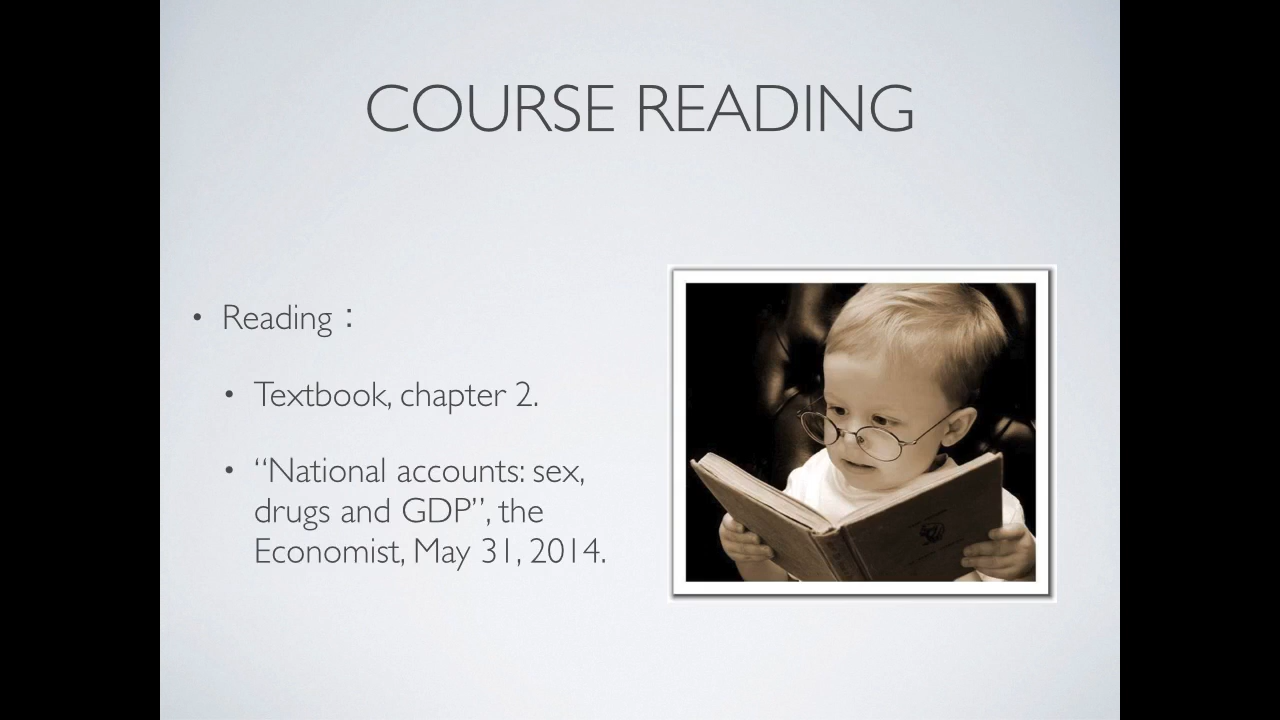 COURSE READING
• Reading：
• Textbook, chapter 2.
• “National accounts: sex,
drugs and GDP”, the
Economist, May 31, 2014.